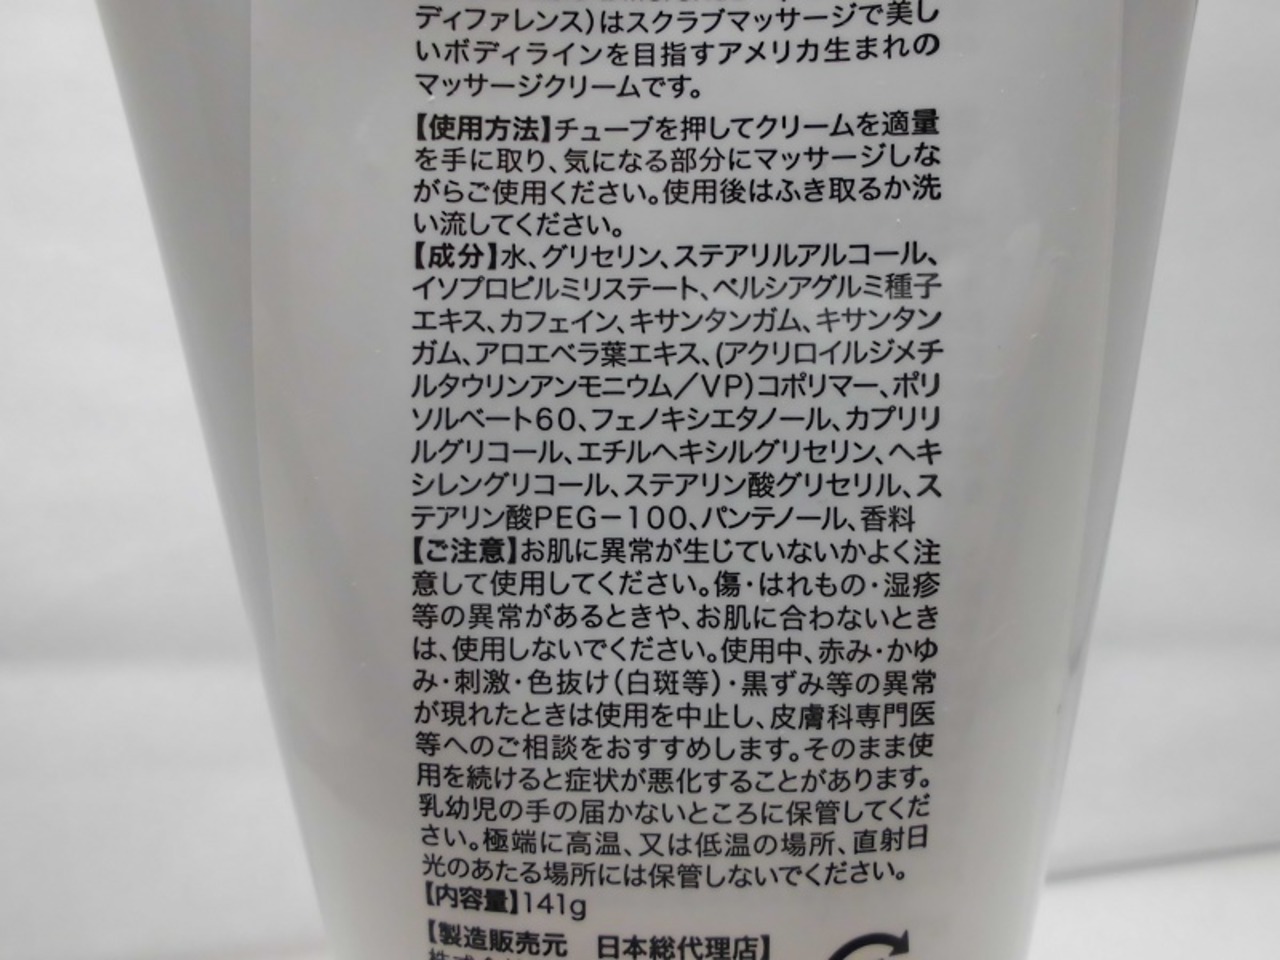 ディファレンス)はスクラブマッサージで美し
いボディラインを目指すアメリカ生まれの
マッサージクリームです。
【使用方法】チューブを押してクリームを適量
を手に取り、気になる部分にマッサージしな
がらご使用ください。使用後はふき取るか洗
い流してください。
【成分】水、グリセリン、ステアリルアルコール、
イソプロピルミリステート、ペルシアグルミ種子
エキス、カフェイン、キサンタンガム、キサンタン
ガム、アロエベラ葉エキス、(アクリロイルジメチ
ルタウリンアンモニウム/VP)コポリマー、ポリ
ソルベート60、フェノキシエタノール、カプリリ
ルグリコール、エチルヘキシルグリセリン、ヘキ
シレングリコール、ステアリン酸グリセリル、ス
テアリン酸PEG-100、パンテノール、香料
【ご注意】お肌に異常が生じていないかよく注
意して使用してください。傷・はれもの・湿疹
等の異常があるときや、お肌に合わないとき
は、使用しないでください。使用中、赤み・かゆ
み・刺激・色抜け(白斑等)・黒ずみ等の異常
が現れたときは使用を中止し、皮膚科専門医
等へのご相談をおすすめします。そのまま使
用を続けると症状が悪化することがあります。
乳幼児の手の届かないところに保管してくだ
さい。極端に高温、又は低温の場所、直射日
光のあたる場所には保管しないでください。
【内容量】141g
【製造販売元 日本総代理店】